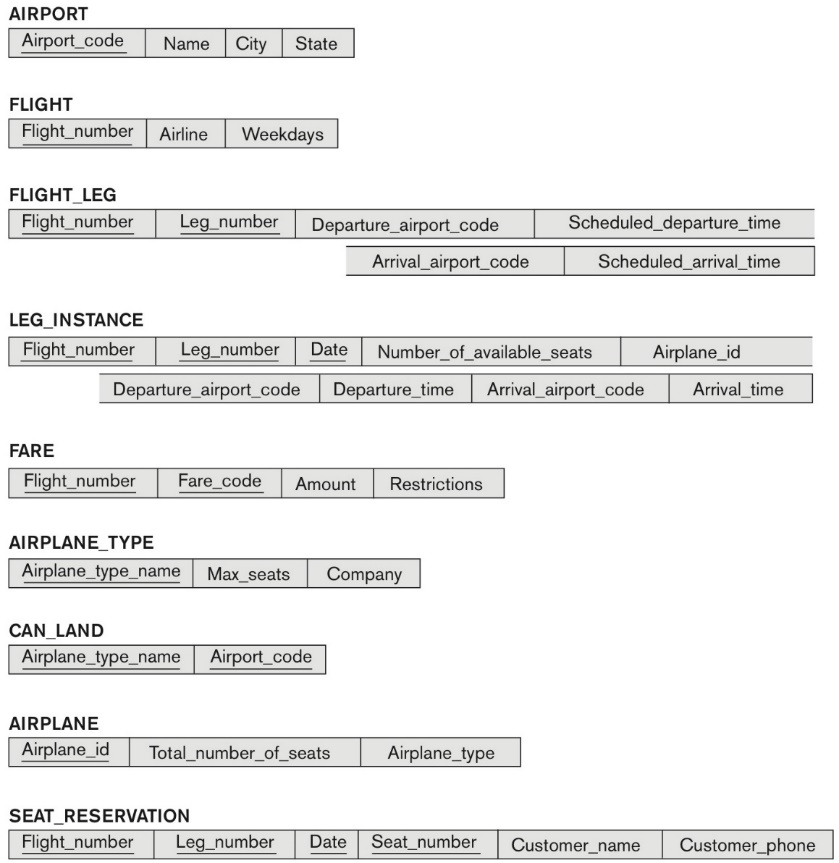 AIRPORT
Airport_code Name City State
FLIGHT
Flight_number Airline Weekdays
FLIGHT_LEG
Flight_number Leg_number Departure_airport_code Scheduled_departure_time
Arrival_airport_code Scheduled_arrival_time
LEG_INSTANCE
Flight_number Leg_number Date Number_of_available_seats Airplane_id
Departure_airport_code Departure_time Arrival_airport_code Arrival_time
FARE
Flight_number Fare_code Amount Restrictions
AIRPLANE_TYPE
Airplane_type_name Max_seats Company
CAN_LAND
Airplane_type_name Airport_code
AIRPLANE
Airplane_id Total_number_of_seats Airplane_type
SEAT_RESERVATION
Flight_number Leg_number Date Seat_number Customer_name Customer_phone